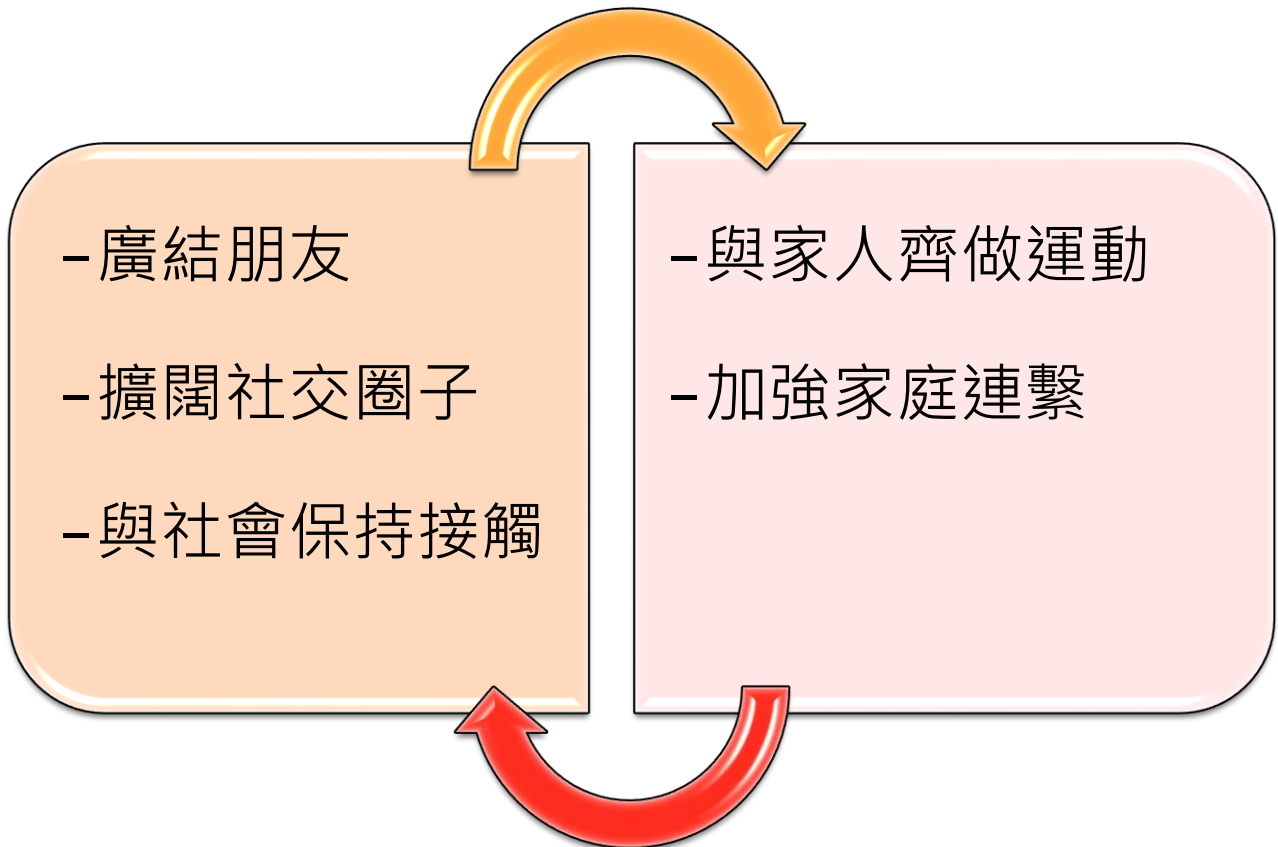 –廣結朋友
–擴闊社交圈子
–與社會保持接觸
–與家人齊做運動
–加強家庭連繫